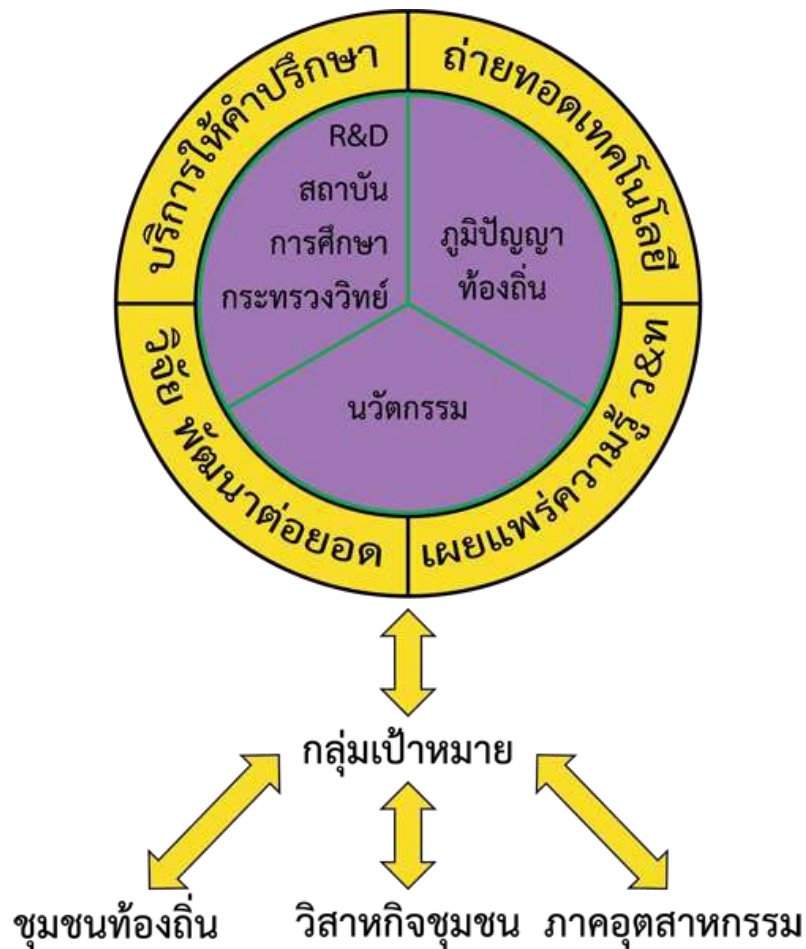 บริการให้คำปรึกษา
ถ่ายทอดเทคโนโลยี
R&D
สถาบัน
การศึกษา
กระทรวงวิทย์
ภูมิปัญญา
ท้องถิ่น
นวัตกรรม
วิจัย พัฒนาต่อยอด
เผยแพร่ความรู้ ว&ท
กลุ่มเป้าหมาย
ชุมชนท้องถิ่น
วิสาหกิจชุมชน
ภาคอุตสาหกรรม